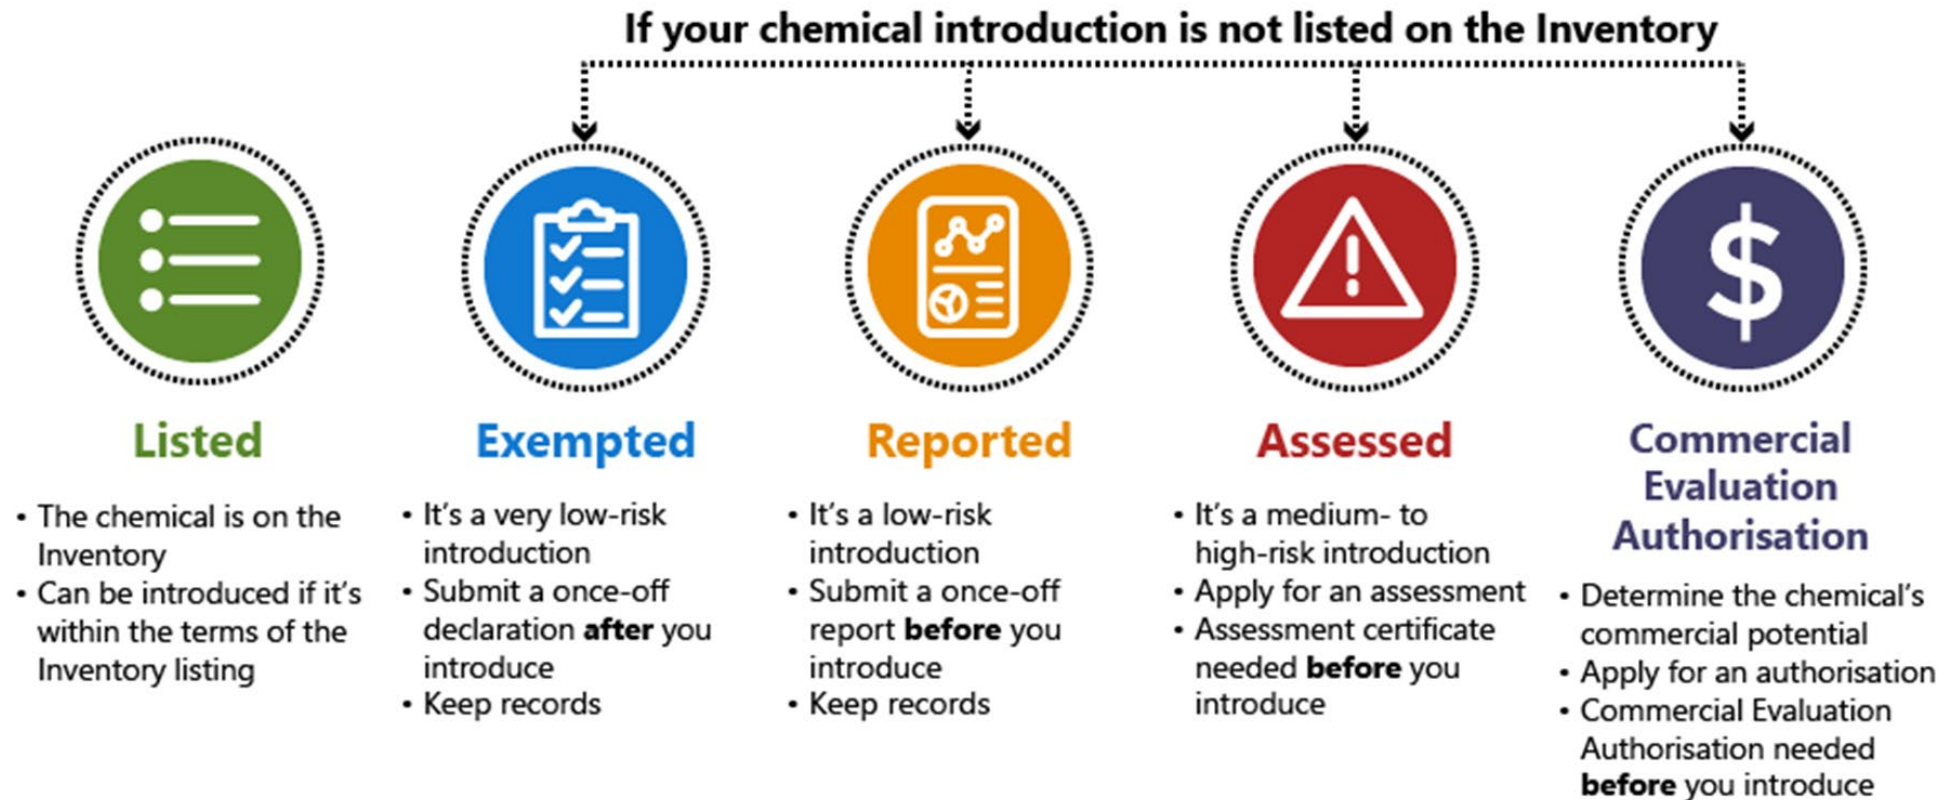 If your chemical introduction is not listed on the Inventory
Listed
• The chemical is on the
Inventory
• Can be introduced if it's
within the terms of the
Inventory listing
Exempted
• It's a very low-risk
introduction
• Submit a once-off
declaration after you
introduce
• Keep records
Reported
• It's a low-risk
introduction
• Submit a once-off
report before you
introduce
• Keep records
Assessed
• It's a medium- to
high-risk introduction
• Apply for an assessment
• Assessment certificate
needed before you
introduce
Commercial
Evaluation
Authorisation
• Determine the chemical's
commercial potential
• Apply for an authorisation
• Commercial Evaluation
Authorisation needed
before you introduce